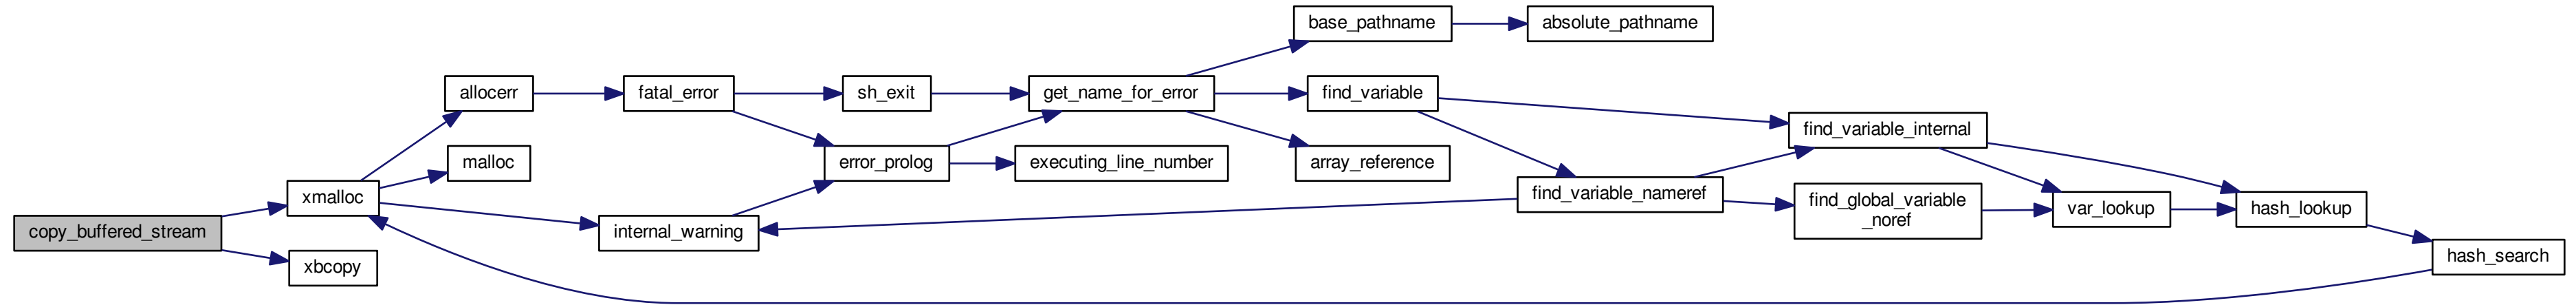 base_pathname
absolute_pathname
allocerr
fatal_error
sh_exit
get_name_for_error
find_variable
find_variable_internal
malloc
error_prolog
executing_line_number
array_reference
xmalloc
find_variable_nameref
find_global_variable
_noref
var_lookup
hash_lookup
copy_buffered_stream
internal_warning
xbcopy
hash_search